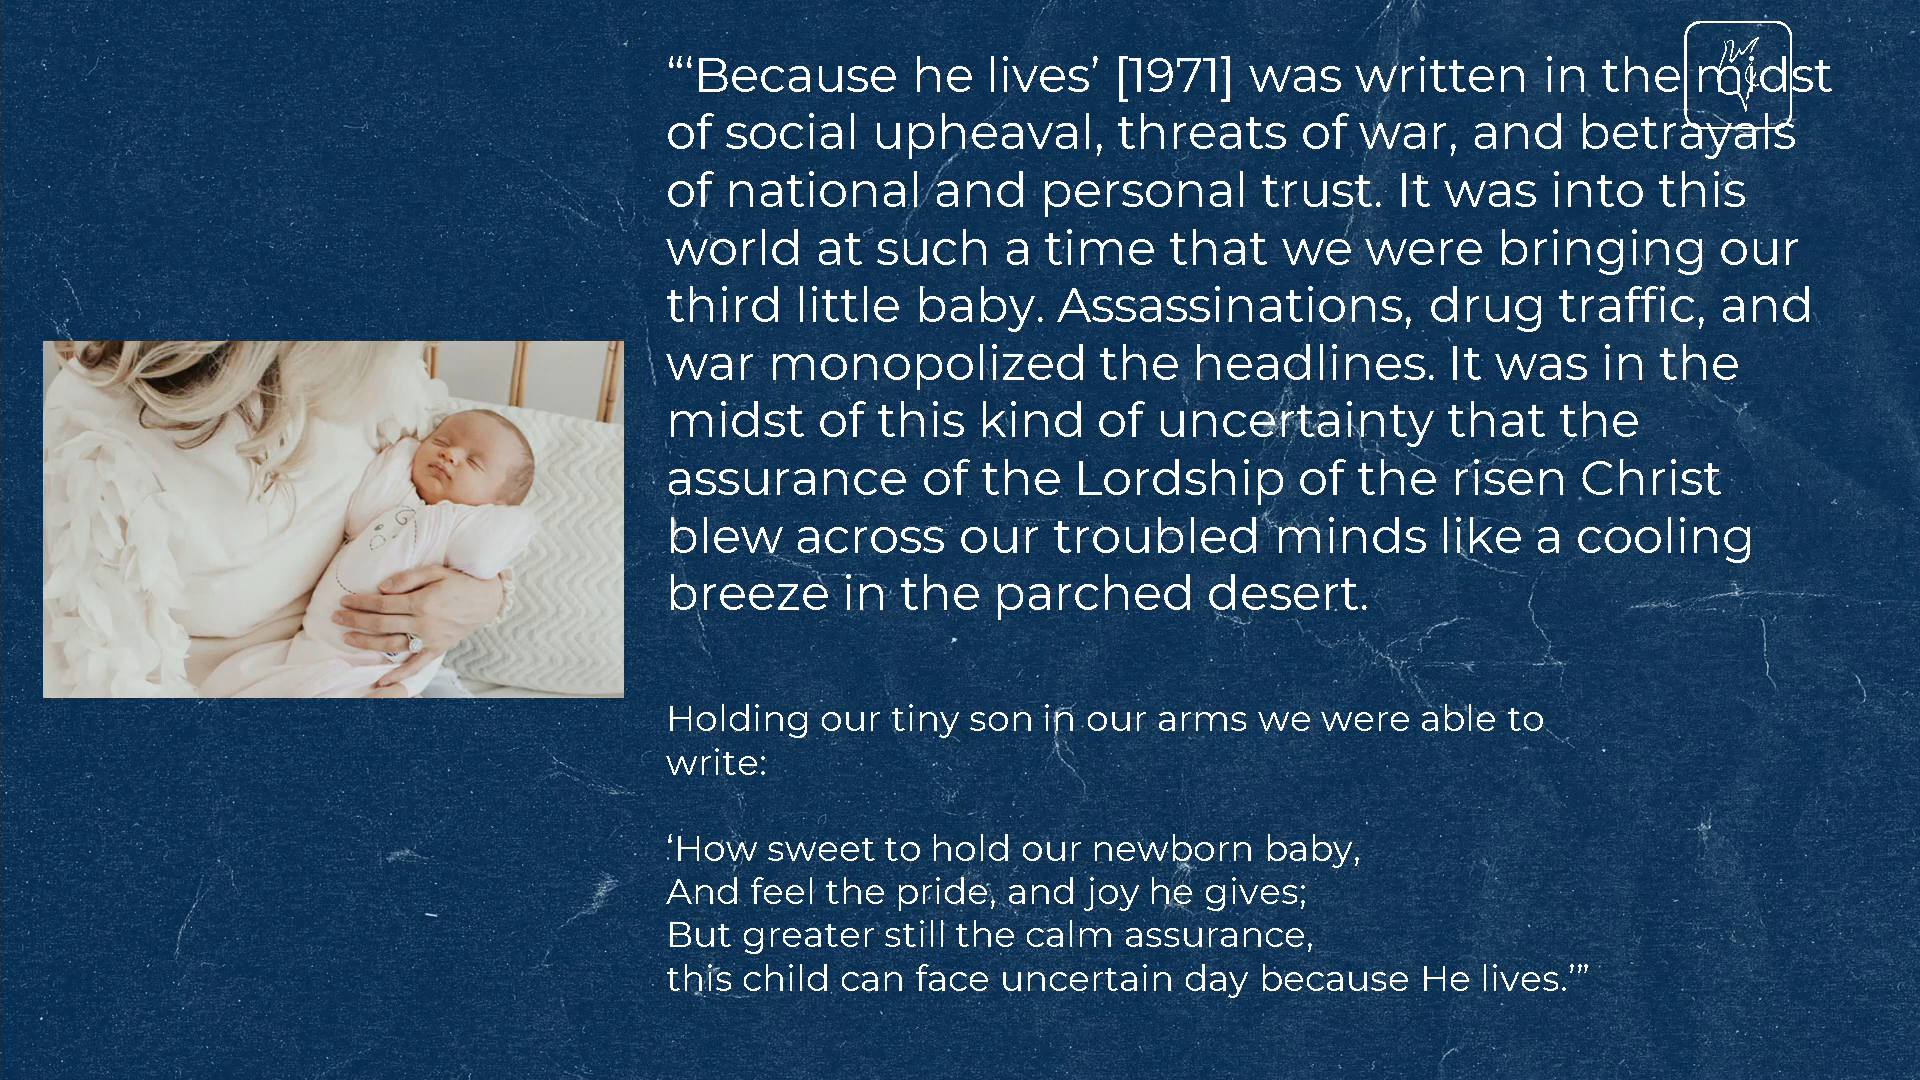 “‘Because he lives’ [1971] was written in the midst
of social upheaval, threats of war, and betrayals
of national and personal trust. It was into this
world at such a time that we were bringing our
third little baby. Assassinations, drug traffic, and
war monopolized the headlines. It was in the
midst of this kind of uncertainty that the
assurance of the Lordship of the risen Christ
blew across our troubled minds like a cooling
breeze in the parched desert.
Holding our tiny son in our arms we were able to
write:
‘How sweet to hold our newborn baby,
And feel the pride, and joy he gives;
But greater still the calm assurance,
this child can face uncertain day because He lives.’”